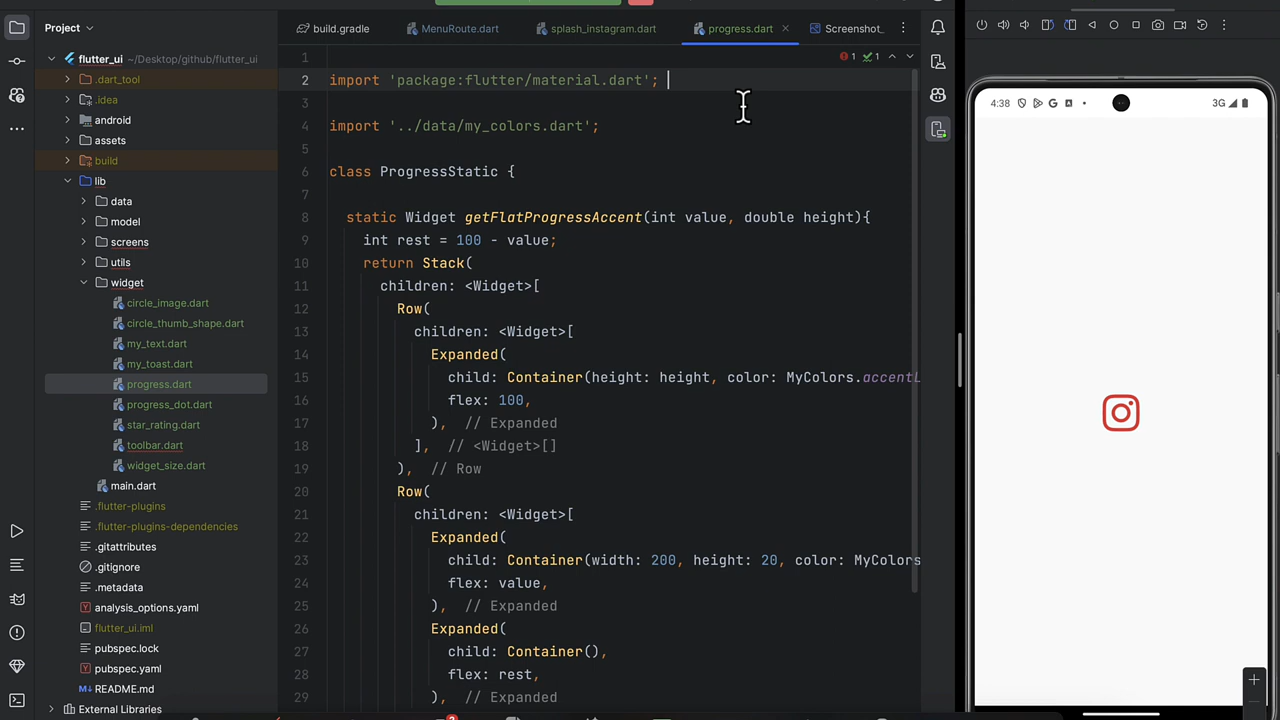 Project
build.gradle
MenuRoute.dart
splash_instagram.dart
progress.dart
Screenshot_
flutter_ui ~/Desktop/github/flutter_ui
.dart_tool
.idea
android
assets
build
lib
data
model
screens
utils
widget
circle_image.dart
circle_thumb_shape.dart
my_text.dart
my_toast.dart
progress.dart
progress_dot.dart
star_rating.dart
toolbar.dart
widget_size.dart
main.dart
.flutter-plugins
.flutter-plugins-dependencies
.gitattributes
.gitignore
.metadata
analysis_options.yaml
flutter_ui.iml
pubspec.lock
pubspec.yaml
README.md
External Libraries
1 1
1
2 import 'package:flutter/material.dart';
3
4 import '../data/my_colors.dart';
5
6 class ProgressStatic {
7
8 static Widget getFlatProgressAccent(int value, double height){
9 int rest = 100 - value;
10 return Stack(
11 children: <Widget>[
12 Row(
13 children: <Widget>[
14 Expanded(
15 child: Container(height: height, color: MyColors.accentL
16 flex: 100,
17 ), // Expanded
18 ], // <Widget>[]
19 ), // Row
20 Row(
21 children: <Widget>[
22 Expanded(
23 child: Container(width: 200, height: 20, color: MyColors
24 flex: value,
25 ), // Expanded
26 Expanded(
27 child: Container(),
28 flex: rest,
29 ), // Expanded
4:38
3G